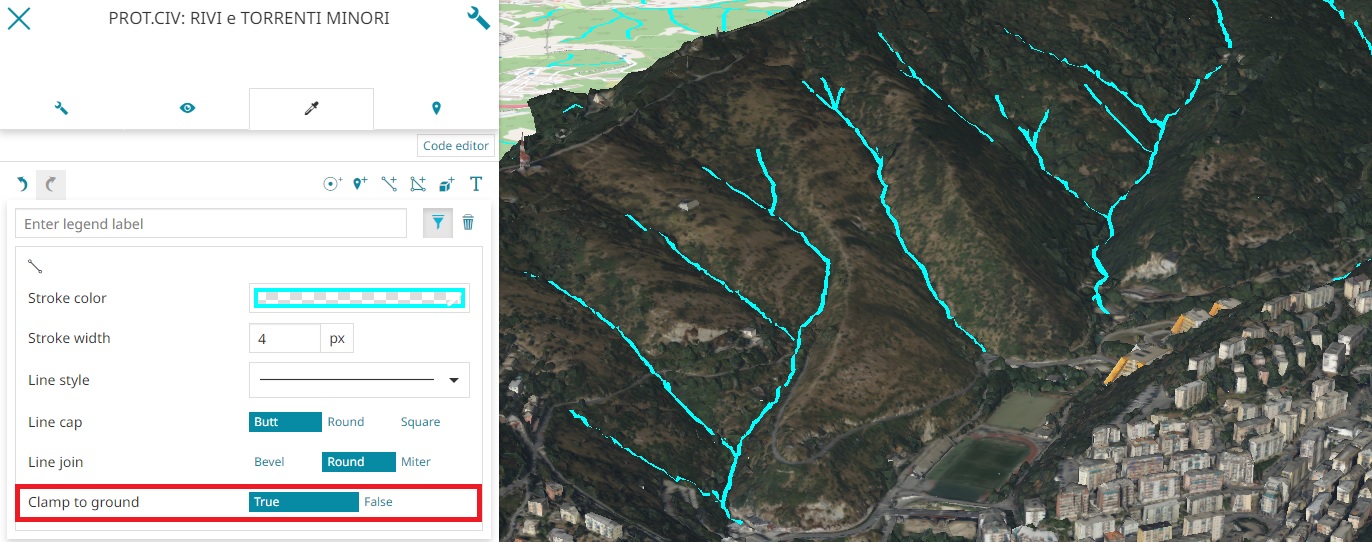 PROT.CIV: RIVI e TORRENTI MINORI
Code editor
T
Enter legend label
Stroke color
Stroke width
4 px
Line style
Line cap
Butt Round Square
Line join
Bevel Round Miter
Clamp to ground
True False